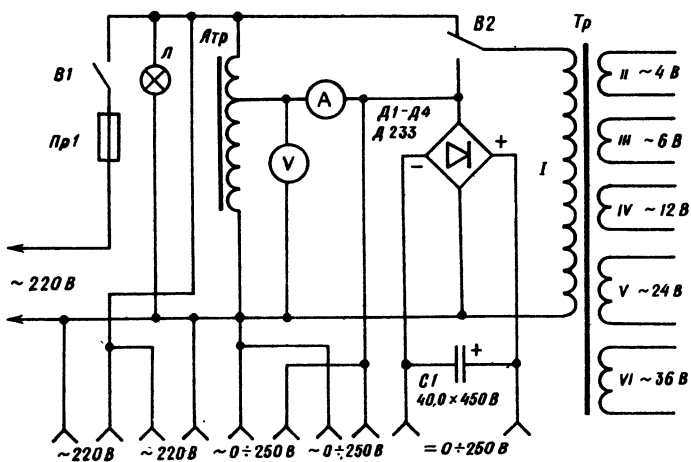 В2
Тр
Атр
Л
В1
Пр1
А
V
Д1-Д4
Д 233
+
−
I
II ~4 В
III ~6 В
IV ~12 В
V ~24 В
VI ~36 В
~ 220 В
С1
+
40,0 × 450 В
~220 В
~220 В
~0÷250 В
~0÷250 В
= 0÷250 В